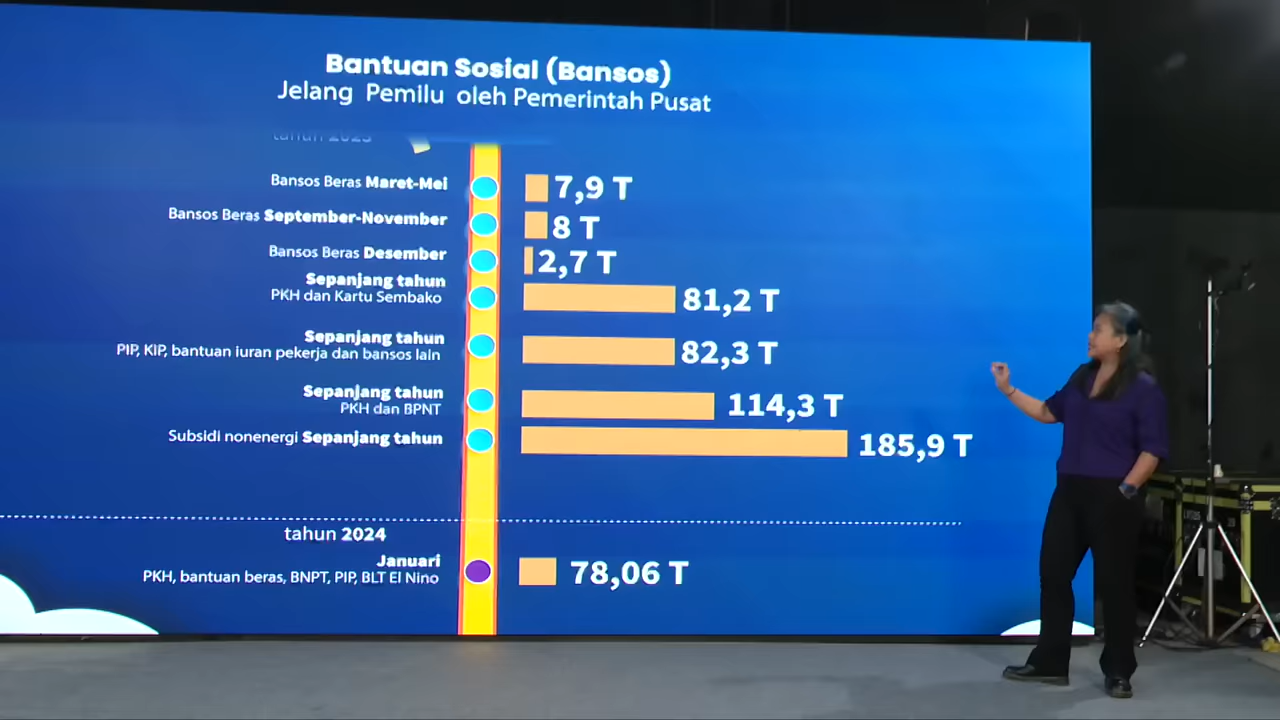 Bantuan Sosial (Bansos)
Jelang Pemilu oleh Pemerintah Pusat
tahun 2023
Bansos Beras Maret-Mei
7,9 T
Bansos Beras September-November
8 T
Bansos Beras Desember
2,7 T
Sepanjang tahun
PKH dan Kartu Sembako
81,2 T
Sepanjang tahun
PIP, KIP, bantuan iuran pekerja dan bansos lain
82,3 T
Sepanjang tahun
PKH dan BPNT
114,3 T
Subsidi nonenergi Sepanjang tahun
185,9 T
tahun 2024
Januari
PKH, bantuan beras, BNPT, PIP, BLT El Nino
78,06 T